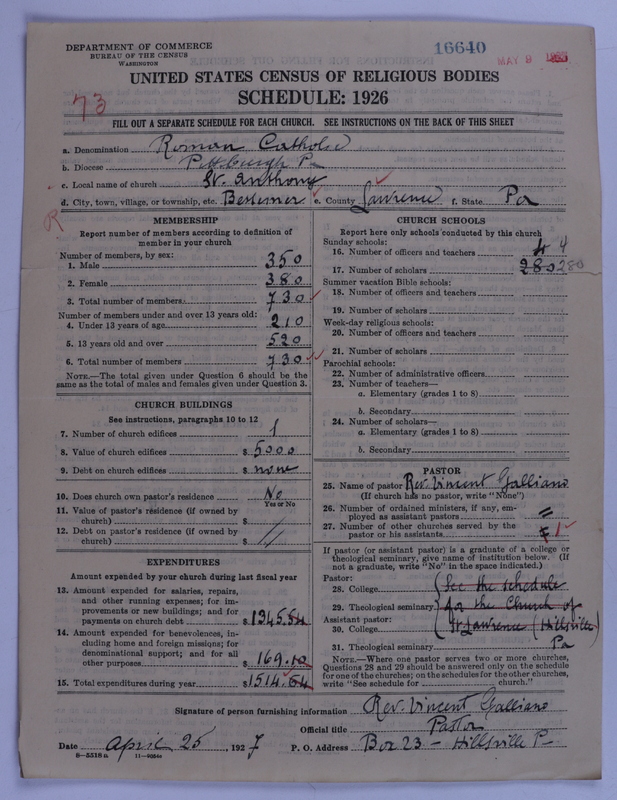 DEPARTMENT OF COMMERCE
BUREAU OF THE CENSUS
WASHINGTON
16640
MAY 9
UNITED STATES CENSUS OF RELIGIOUS BODIES
SCHEDULE: 1926
73
FILL OUT A SEPARATE SCHEDULE FOR EACH CHURCH. SEE INSTRUCTIONS ON THE BACK OF THIS SHEET
a. Denomination Roman Catholic
b. Diocese Pittsburgh Pa
c. Local name of church St. Anthony
d. City, town, village, or township, etc. Bessemer e. County Lawrence f. State Pa
R
MEMBERSHIP
Report number of members according to definition of
member in your church
Number of members, by sex:
1. Male 350
2. Female 380
3. Total number of members 730
Number of members under and over 13 years old:
4. Under 13 years of age 210
5. 13 years old and over 520
6. Total number of members 730
NOTE.—The total given under Question 6 should be the
same as the total of males and females given under Question 3.
CHURCH BUILDINGS
See instructions, paragraphs 10 to 12
7. Number of church edifices 1
8. Value of church edifices $ 5000
9. Debt on church edifices $ none
10. Does church own pastor's residence No
Yes or No
11. Value of pastor's residence (if owned by
church) $
12. Debt on pastor's residence (if owned by
church) $ //
EXPENDITURES
Amount expended by your church during last fiscal year
13. Amount expended for salaries, repairs,
and other running expenses; for im-
provements or new buildings; and for
payments on church debt $ 1345.54
14. Amount expended for benevolences, in-
cluding home and foreign missions; for
denominational support; and for all
other purposes 169.10
15. Total expenditures during year $ 1514.64
CHURCH SCHOOLS
Report here only schools conducted by this church
Sunday schools:
16. Number of officers and teachers 4 4
17. Number of scholars 280 280
Summer vacation Bible schools:
18. Number of officers and teachers
19. Number of scholars
Week-day religious schools:
20. Number of officers and teachers
21. Number of scholars
Parochial schools:
22. Number of administrative officers
23. Number of teachers—
a. Elementary (grades 1 to 8)
b. Secondary
24. Number of scholars—
a. Elementary (grades 1 to 8)
b. Secondary
PASTOR
25. Name of pastor Rev. Vincent Galliano
(If church has no pastor, write "None")
26. Number of ordained ministers, if any, em-
ployed as assistant pastors =
27. Number of other churches served by the
pastor or his assistants 1
If pastor (or assistant pastor) is a graduate of a college or
theological seminary, give name of institution below. (If
not a graduate, write "No" in the space indicated.)
Pastor:
28. College (See the schedule
29. Theological seminary for the Church of
Assistant pastor:
30. College St Lawrence (Hillsville)
31. Theological seminary Pa
NOTE.—Where one pastor serves two or more churches,
Questions 28 and 29 should be answered only on the schedule
for one of the churches; on the schedules for the other churches,
write "See schedule for church."
Signature of person furnishing information Rev. Vincent Galliano
Official title Pastor
Date April 25, 1927 P. O. Address Box 23 – Hillsville P–
8—5518a